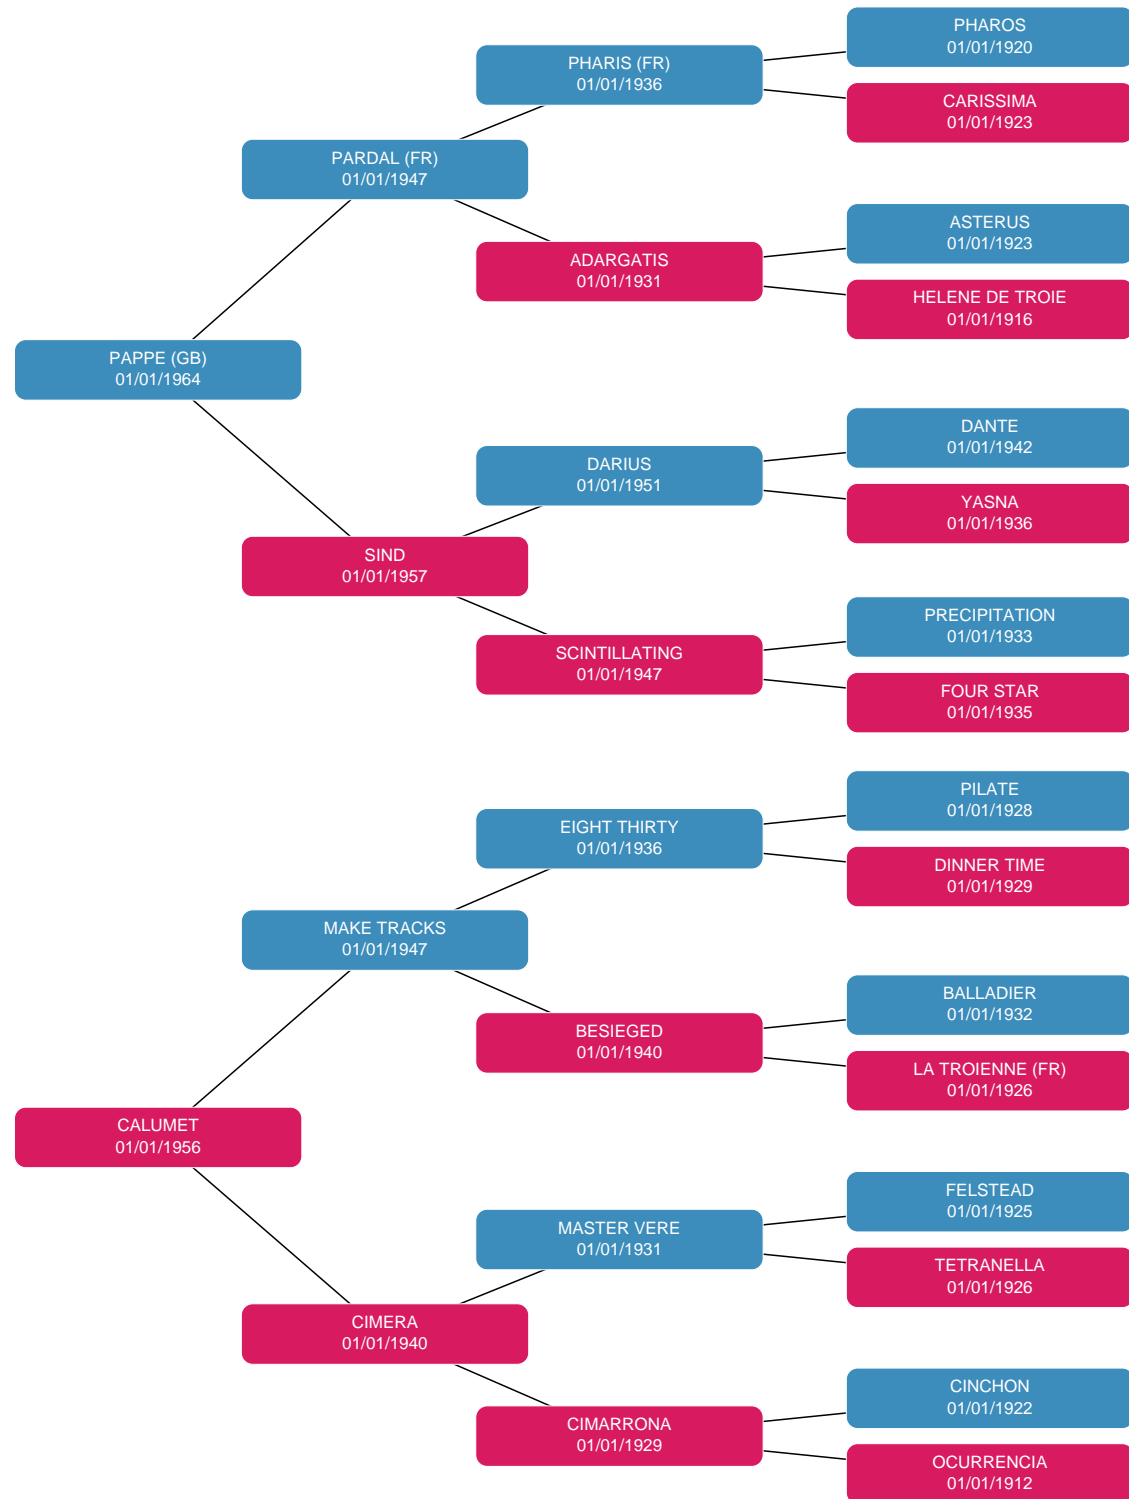 PHAROS
01/01/1920
PHARIS (FR)
01/01/1936
CARISSIMA
01/01/1923
PARDAL (FR)
01/01/1947
ASTERUS
01/01/1923
ADARGATIS
01/01/1931
HELENE DE TROIE
01/01/1916
PAPPE (GB)
01/01/1964
DANTE
01/01/1942
DARIUS
01/01/1951
YASNA
01/01/1936
SIND
01/01/1957
PRECIPITATION
01/01/1933
SCINTILLATING
01/01/1947
FOUR STAR
01/01/1935
PILATE
01/01/1928
EIGHT THIRTY
01/01/1936
DINNER TIME
01/01/1929
MAKE TRACKS
01/01/1947
BALLADIER
01/01/1932
BESIEGED
01/01/1940
LA TROIENNE (FR)
01/01/1926
CALUMET
01/01/1956
FELSTEAD
01/01/1925
MASTER VERE
01/01/1931
TETRANELLA
01/01/1926
CIMERA
01/01/1940
CINCHON
01/01/1922
CIMARRONA
01/01/1929
OCURRENCIA
01/01/1912